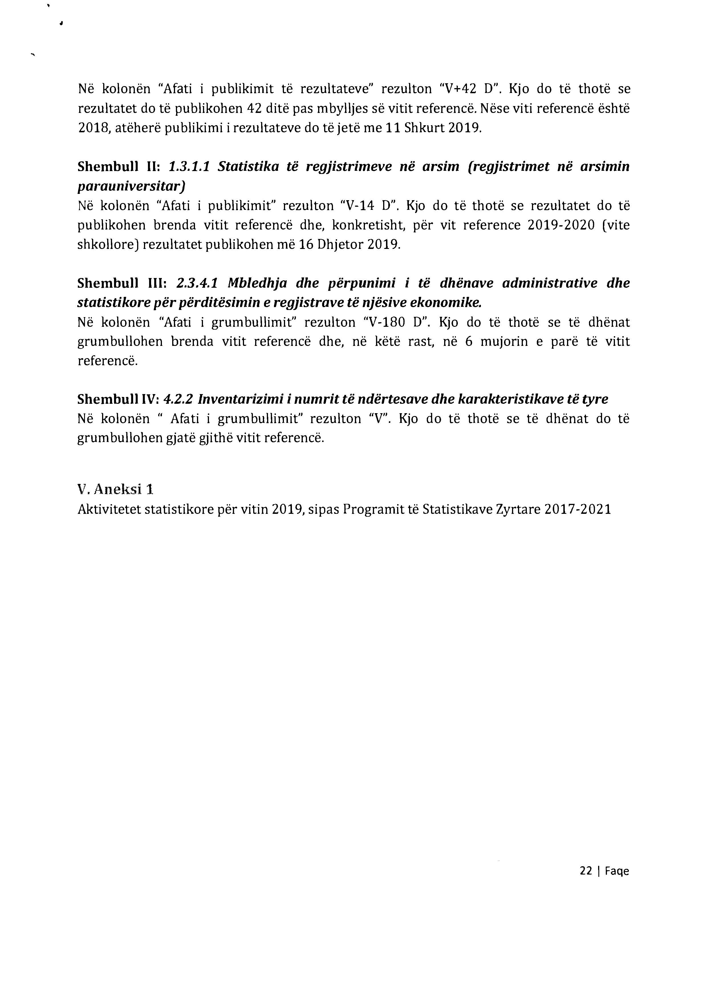 Në kolonën “Afati i publikimit të rezultateve” rezulton “V+42 D”. Kjo do të thotë se
rezultatet do të publikohen 42 ditë pas mbylljes së vitit referencë. Nëse viti referencë është
2018, atëherë publikimi i rezultateve do të jetë me 11 Shkurt 2019.
Shembull II: 1.3.1.1 Statistika të regjistrimeve në arsim (regjistrimet në arsimin
parauniversitar)
Në kolonën “Afati i publikimit” rezulton “V-14 D”. Kjo do të thotë se rezultatet do të
publikohen brenda vitit referencë dhe, konkretisht, për vit reference 2019-2020 (vite
shkollore) rezultatet publikohen më 16 Dhjetor 2019.
Shembull III: 2.3.4.1 Mbledhja dhe përpunimi i të dhënave administrative dhe
statistikore për përditësimin e regjistrave të njësive ekonomike.
Në kolonën “Afati i grumbullimit” rezulton “V-180 D”. Kjo do të thotë se të dhënat
grumbullohen brenda vitit referencë dhe, në këtë rast, në 6 mujorin e parë të vitit
referencë.
Shembull IV: 4.2.2 Inventarizimi i numrit të ndërtesave dhe karakteristikave të tyre
Në kolonën “ Afati i grumbullimit” rezulton “V”. Kjo do të thotë se të dhënat do të
grumbullohen gjatë gjithë vitit referencë.
V. Aneksi 1
Aktivitetet statistikore për vitin 2019, sipas Programit të Statistikave Zyrtare 2017-2021
22 | Faqe